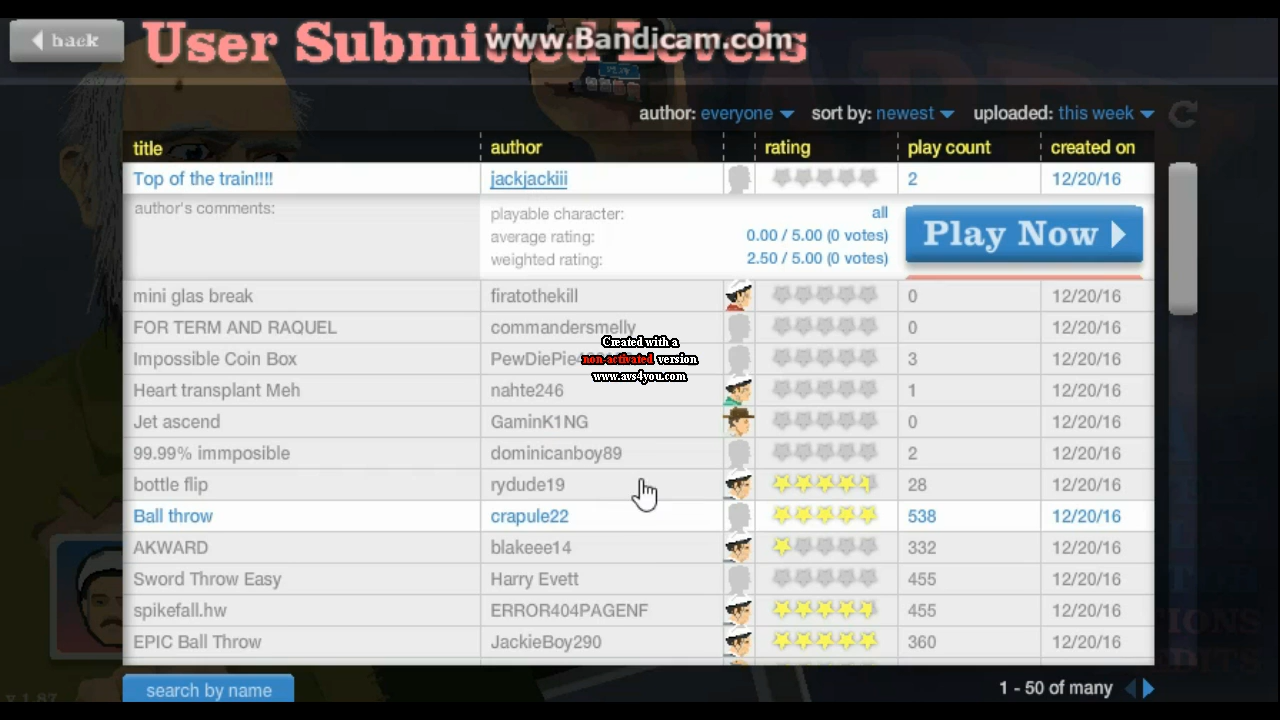 back
User Submitted Levels
www.Bandicam.com
author: everyone sort by: newest uploaded: this week
title author rating play count created on
Top of the train!!!! jackjackiii 2 12/20/16
author's comments:
playable character: all
average rating: 0.00 / 5.00 (0 votes)
weighted rating: 2.50 / 5.00 (0 votes)
Play Now
mini glas break firatothekill 0 12/20/16
FOR TERM AND RAQUEL commandersmelly 0 12/20/16
Created with a
non-activated version
www.avs4you.com
Impossible Coin Box 3 12/20/16
Heart transplant Meh nahte246 1 12/20/16
Jet ascend GaminK1NG 0 12/20/16
99.99% immposible dominicanboy89 2 12/20/16
bottle flip rydude19 28 12/20/16
Ball throw crapule22 538 12/20/16
AKWARD blakeee14 332 12/20/16
Sword Throw Easy Harry Evett 455 12/20/16
spikefall.hw ERROR404PAGENF 455 12/20/16
EPIC Ball Throw JackieBoy290 360 12/20/16
search by name
1 - 50 of many
v 1.87